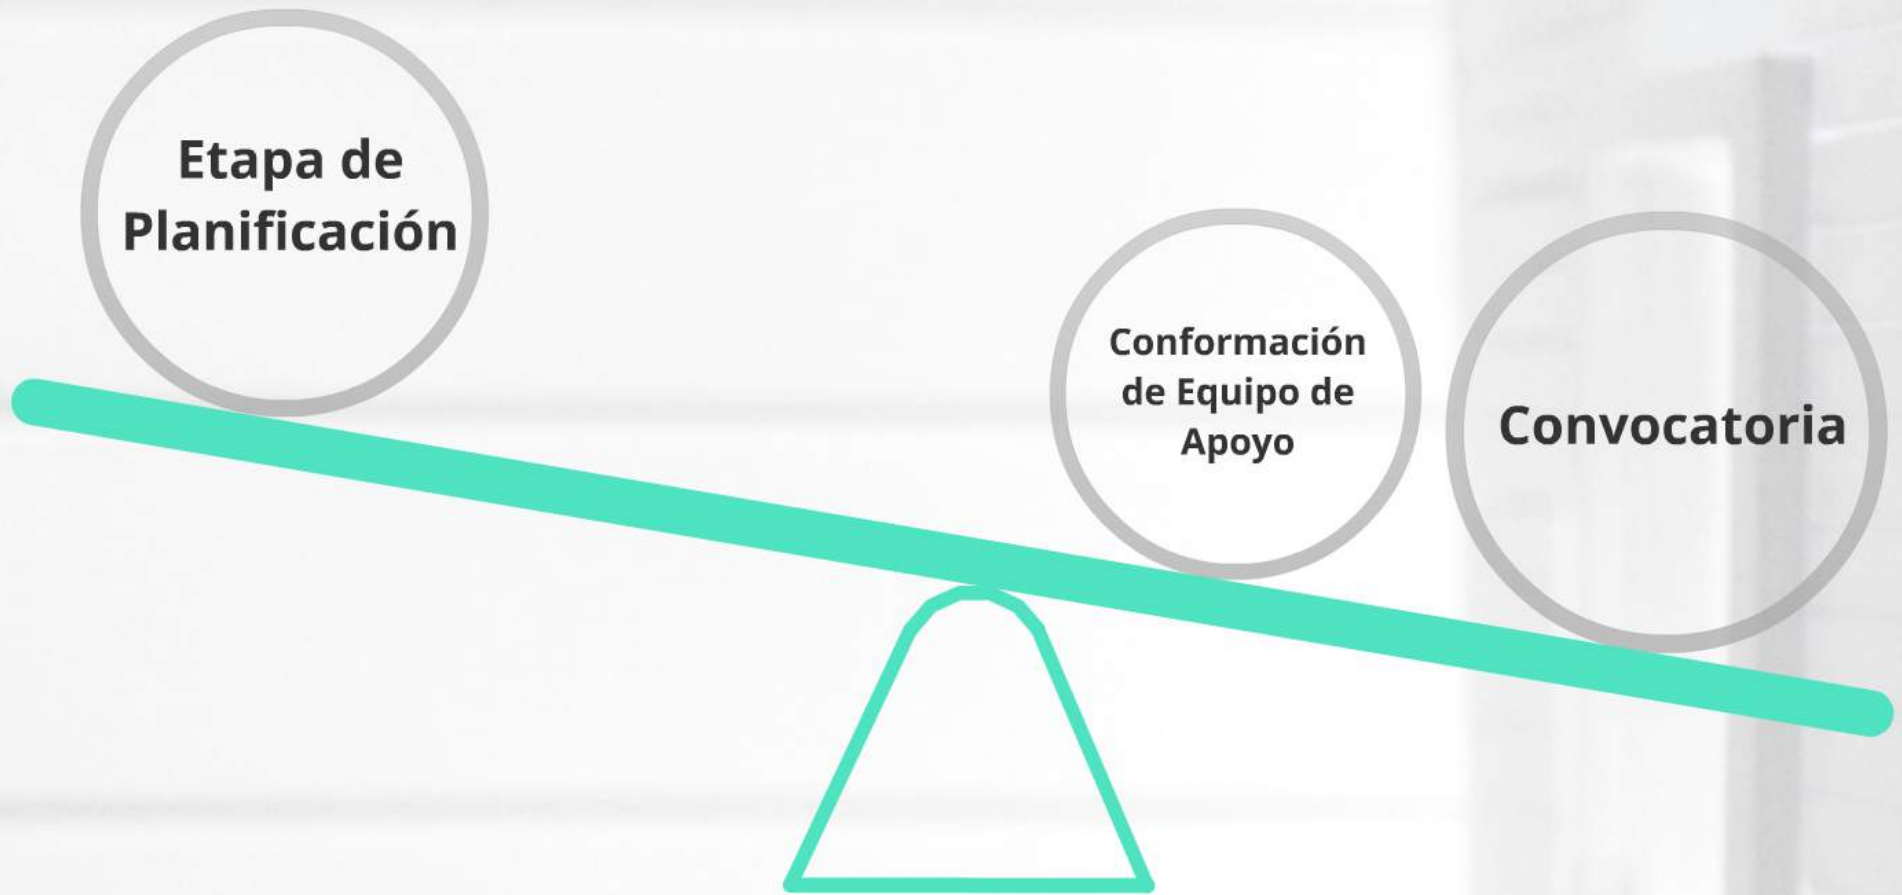 Etapa de
Planificación
Conformación
de Equipo de
Apoyo
Convocatoria